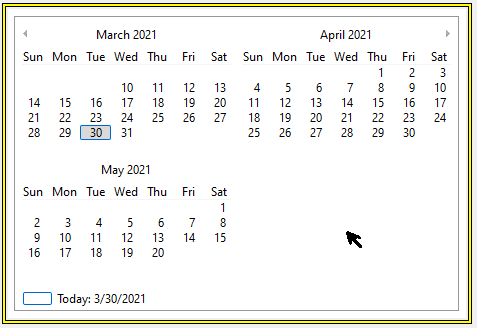 March 2021
Sun Mon Tue Wed Thu Fri Sat
10 11 12 13
14 15 16 17 18 19 20
21 22 23 24 25 26 27
28 29 30 31
April 2021
Sun Mon Tue Wed Thu Fri Sat
1 2 3
4 5 6 7 8 9 10
11 12 13 14 15 16 17
18 19 20 21 22 23 24
25 26 27 28 29 30
May 2021
Sun Mon Tue Wed Thu Fri Sat
1
2 3 4 5 6 7 8
9 10 11 12 13 14 15
16 17 18 19 20
Today: 3/30/2021